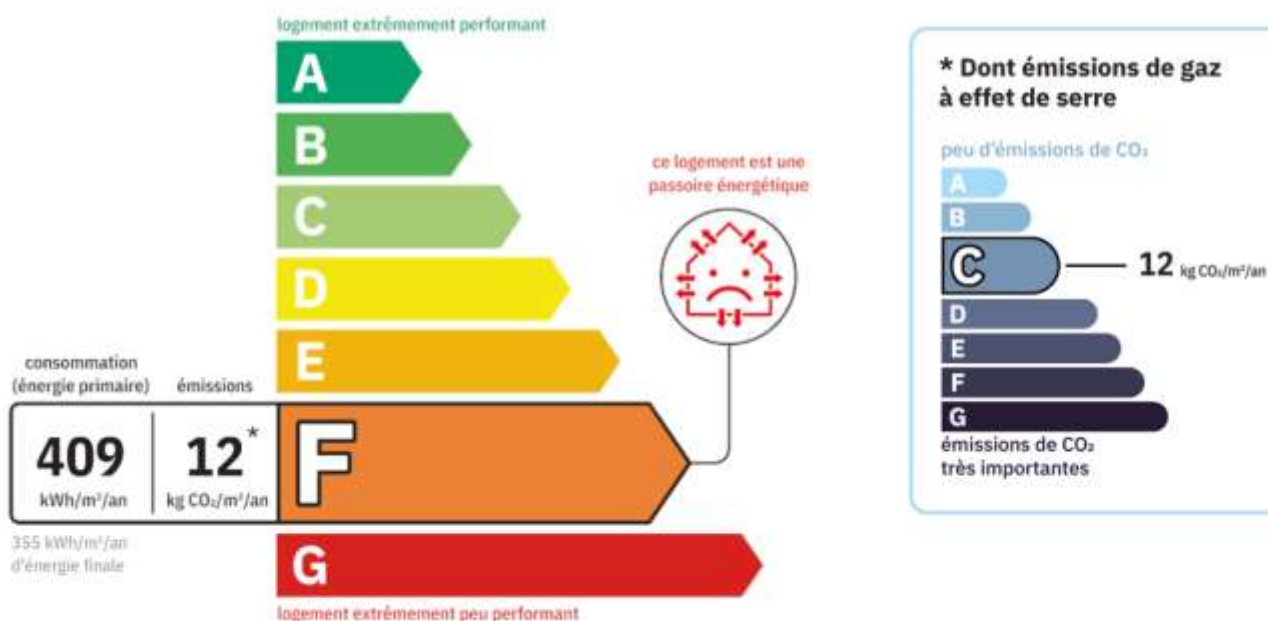 logement extrêmement performant
A
B
C
D
E
consommation
(énergie primaire)
émissions
409
kWh/m²/an
12*
kg CO₂/m²/an
F
355 kWh/m²/an
d'énergie finale
G
logement extrêmement peu performant
ce logement est une
passoire énergétique
* Dont émissions de gaz
à effet de serre
peu d'émissions de CO₂
A
B
C
12 kg CO₂/m²/an
D
E
F
G
émissions de CO₂
très importantes